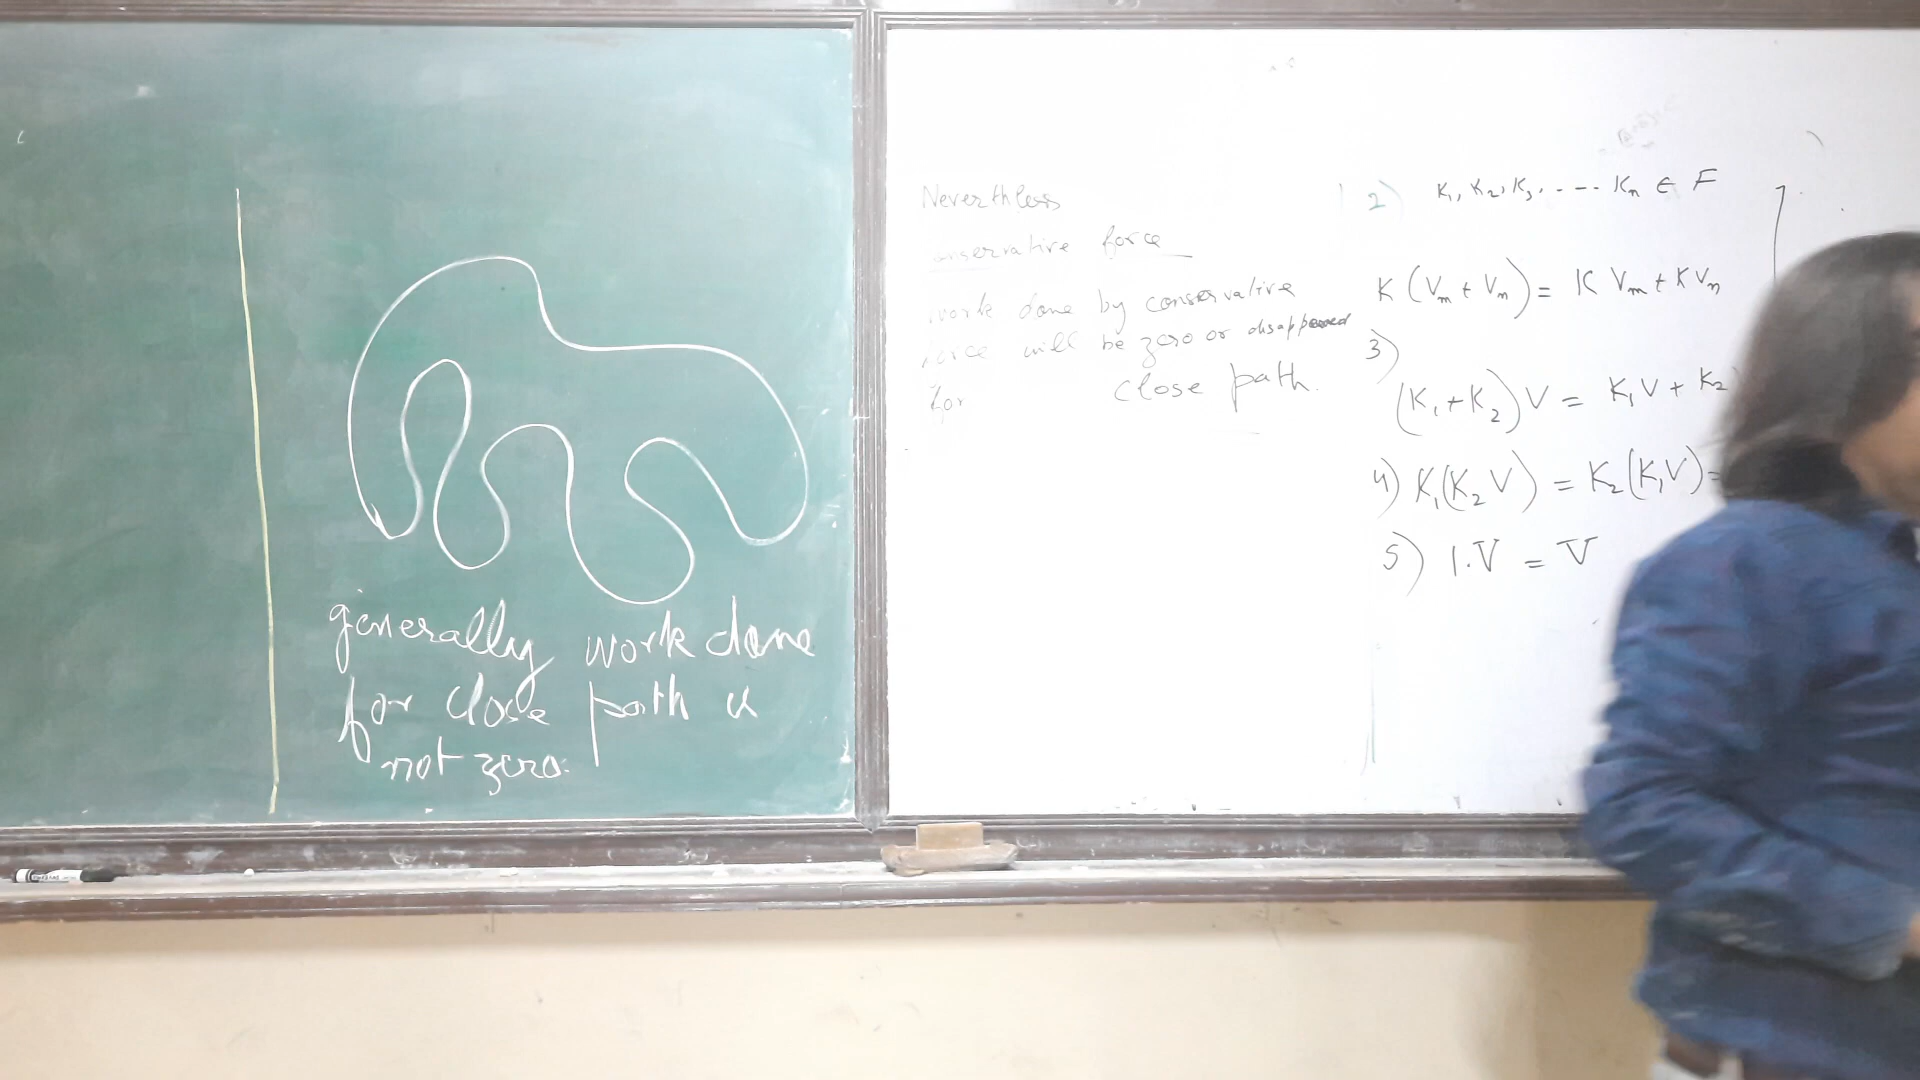 generally work done
for close path is
not zero.
Nevertheless
conservative force
work done by conservative
force will be zero or disappeared
for close path.
2) K₁, K₂, K₃, ---- Kn ∈ F
K (Vm + Vn) = K Vm + K Vn
3)
(K₁ + K₂) V = K₁V + K₂
4) K₁(K₂ V) = K₂(K₁V) =
5) 1.V = V